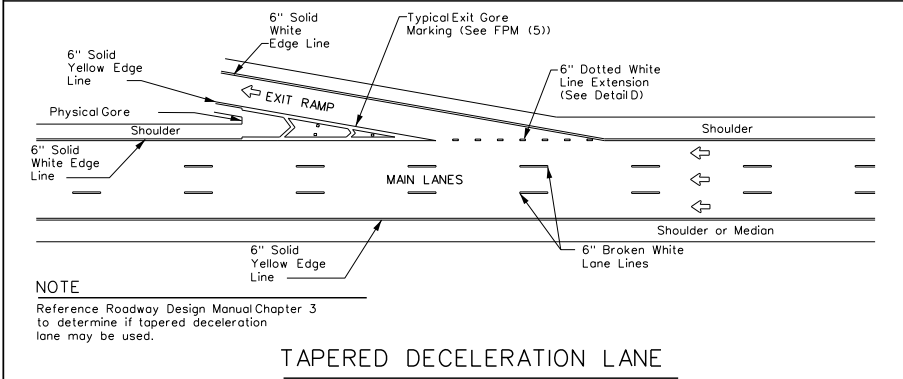 6" Solid
White
Edge Line
Typical Exit Gore
Marking (See FPM (5))
6" Solid
Yellow Edge
Line
6" Dotted White
Line Extension
(See Detail D)
EXIT RAMP
Physical Gore
Shoulder
Shoulder
6" Solid
White Edge
Line
MAIN LANES
Shoulder or Median
6" Solid
Yellow Edge
Line
6" Broken White
Lane Lines
NOTE
Reference Roadway Design Manual Chapter 3
to determine if tapered deceleration
lane may be used.
TAPERED DECELERATION LANE